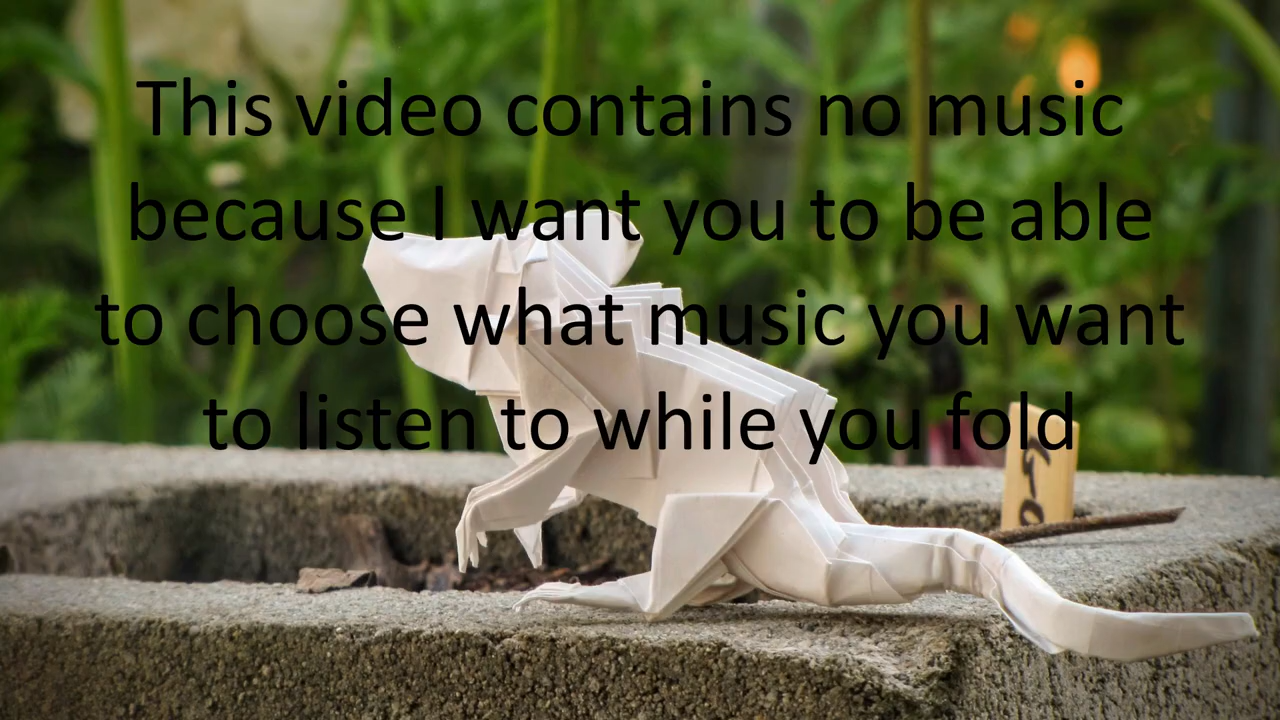 This video contains no music
because I want you to be able
to choose what music you want
to listen to while you fold